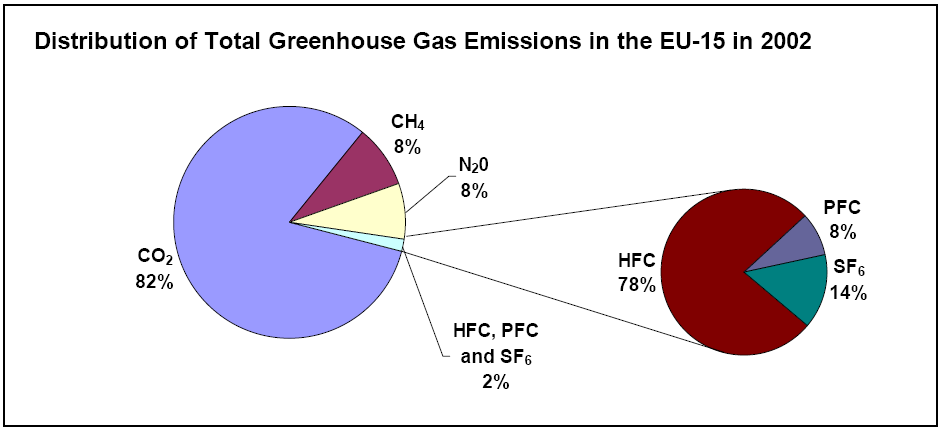 Distribution of Total Greenhouse Gas Emissions in the EU-15 in 2002
CH₄
8%
N₂0
8%
CO₂
82%
HFC, PFC
and SF₆
2%
HFC
78%
PFC
8%
SF₆
14%